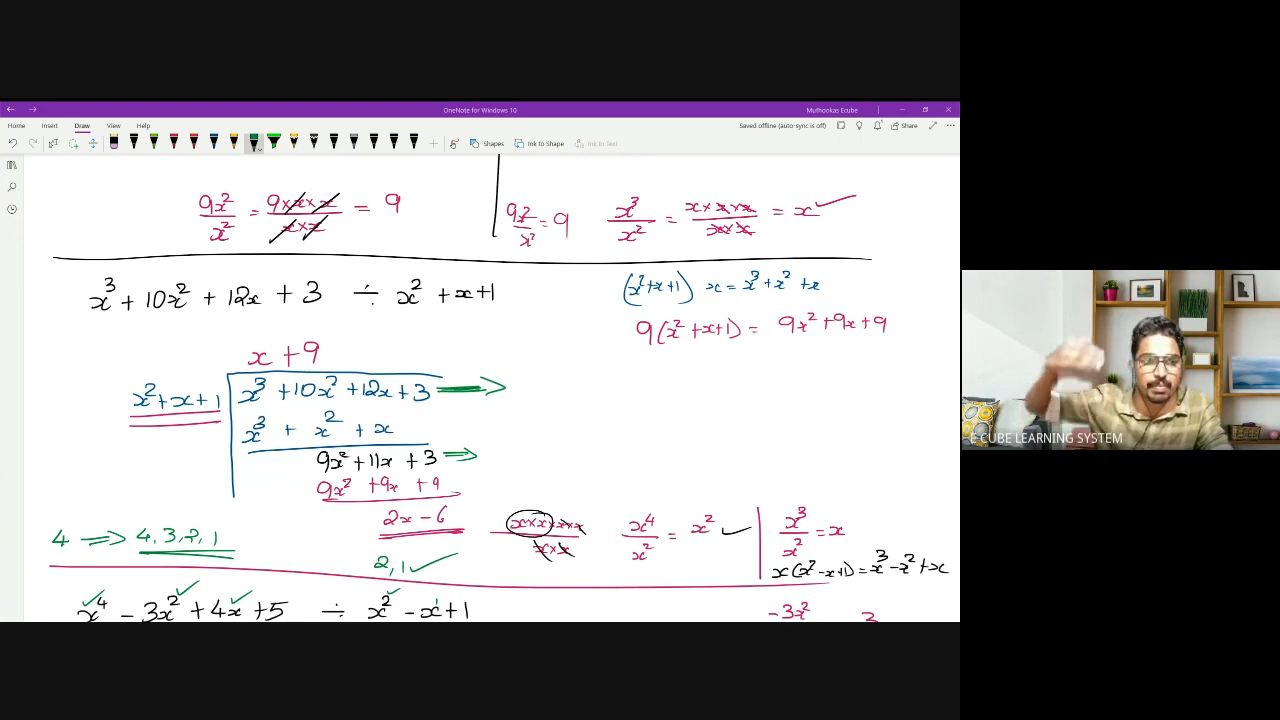 OneNote for Windows 10
Muthookas Ecube
Home Insert Draw View Help
Saved offline (auto-sync is off)
Share
Shapes
Ink to Shape
Ink to Text
9x²/x² = 9×x×x/x×x = 9
9x²/x² = 9
x³/x² = x×x×x/x×x = x
x³ + 10x² + 12x + 3 ÷ x² + x + 1
(x²+x+1) x = x³ + x² + x
9(x²+x+1) = 9x² + 9x + 9
x + 9
x² + x + 1
x³ + 10x² + 12x + 3
x³ + x² + x
9x² + 11x + 3
9x² + 9x + 9
2x - 6
4 ⇒ 4, 3, 2, 1
2, 1 ✓
x×x×x×x/x×x
x⁴/x² = x² ✓
x³/x² = x
x(x²-x+1) = x³ - x² + x
x⁴ - 3x² + 4x + 5 ÷ x² - x + 1
-3x²
E CUBE LEARNING SYSTEM